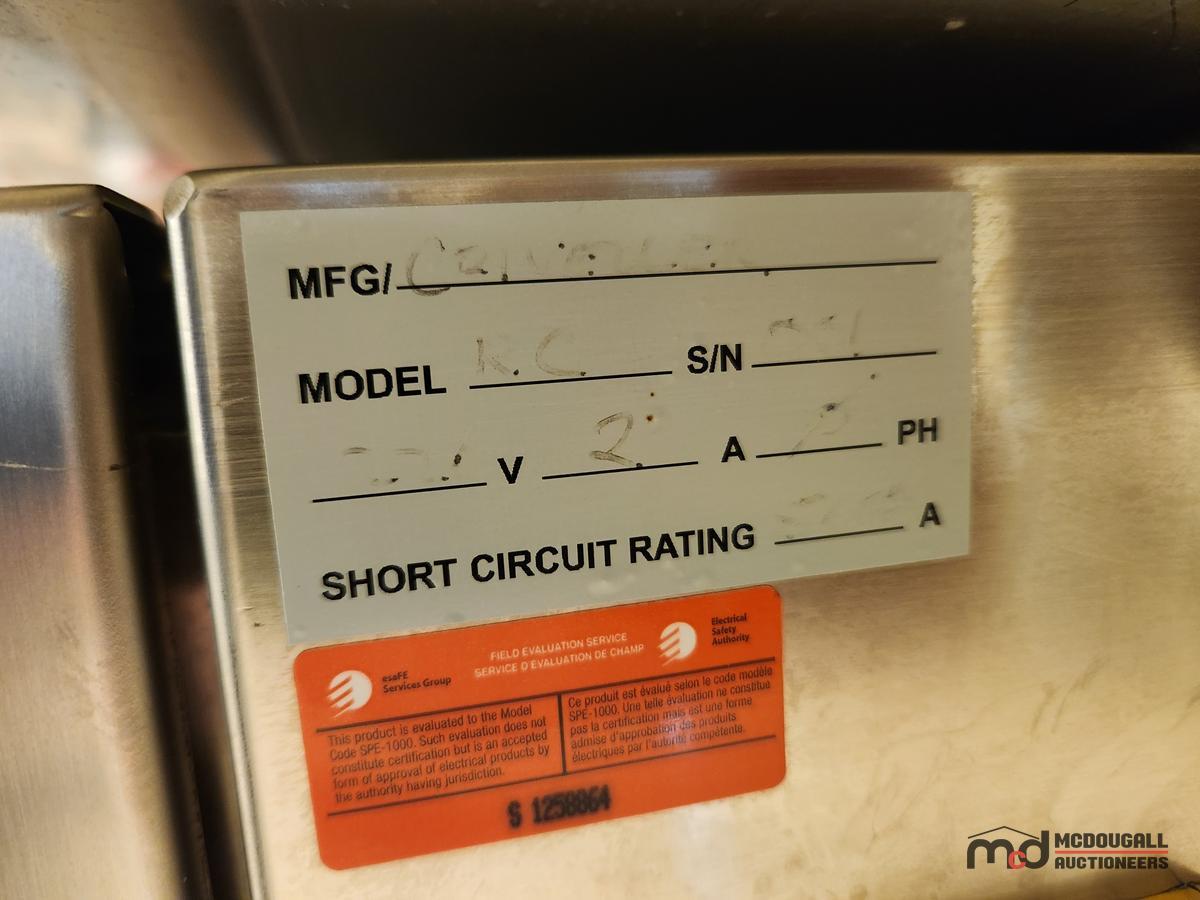 MFG/
MODEL K.C. S/N
V 2 A PH
SHORT CIRCUIT RATING A
esaFE
Services Group
FIELD EVALUATION SERVICE
SERVICE D'EVALUATION DE CHAMP
Electrical
Safety
Authority
This product is evaluated to the Model
Code SPE-1000. Such evaluation does not
constitute certification but is an accepted
form of approval of electrical products by
the authority having jurisdiction.
Ce produit est évalué selon le code modèle
SPE-1000. Une telle évaluation ne constitue
pas la certification mais est une forme
admise d'approbation des produits
électriques par l'autorité compétente.
S 1258864
mcd MCDOUGALL
AUCTIONEERS